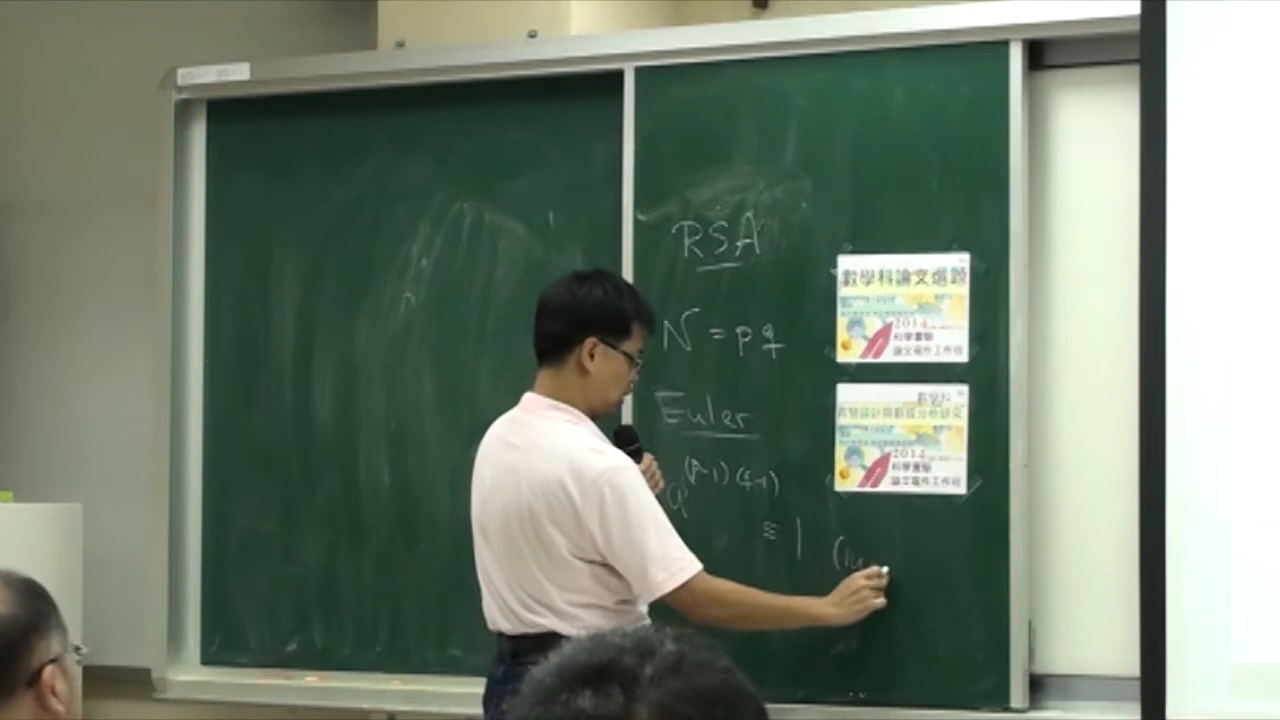 RSA
N = pq
Euler
a^(p-1)(q-1)
≡ 1 (m
數學科論文選題
2014
科學實驗
論文寫作工作坊
數學科
2014
科學實驗
論文寫作工作坊